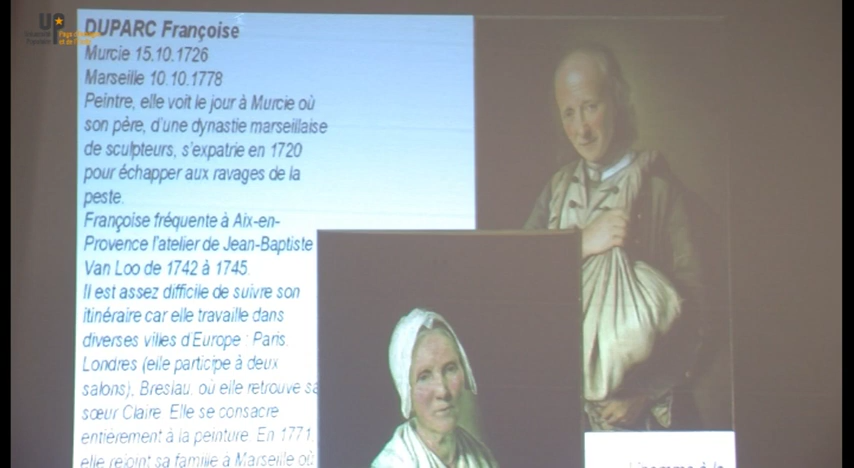 UP
DUPARC Françoise
Murcie 15.10.1726
Marseille 10.10.1778
Peintre, elle voit le jour à Murcie où
son père, d'une dynastie marseillaise
de sculpteurs, s'expatrie en 1720
pour échapper aux ravages de la
peste.
Françoise fréquente à Aix-en-
Provence l'atelier de Jean-Baptiste
Van Loo de 1742 à 1745.
Il est assez difficile de suivre son
itinéraire car elle travaille dans
diverses villes d'Europe : Paris,
Londres (elle participe à deux
salons), Breslau, où elle retrouve sa
sœur Claire. Elle se consacre
entièrement à la peinture. En 1771,
elle rejoint sa famille à Marseille où